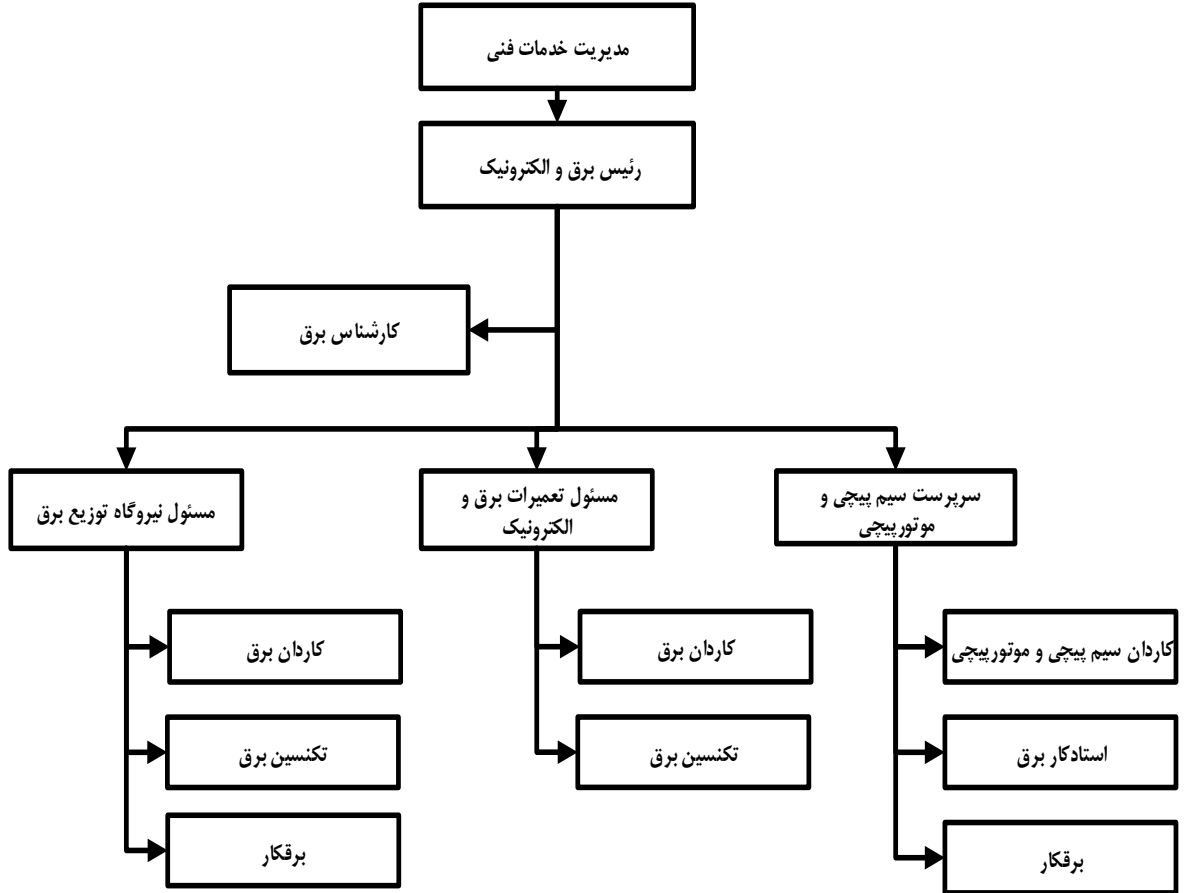 مدیریت خدمات فنی
رئیس برق و الکترونیک
کارشناس برق
سرپرست سیم پیچی و
موتورپیچی
مسئول تعمیرات برق و
الکترونیک
مسئول نیروگاه توزیع برق
کاردان سیم پیچی و موتورپیچی
کاردان برق
کاردان برق
استادکار برق
تکنسین برق
تکنسین برق
برقکار
برقکار